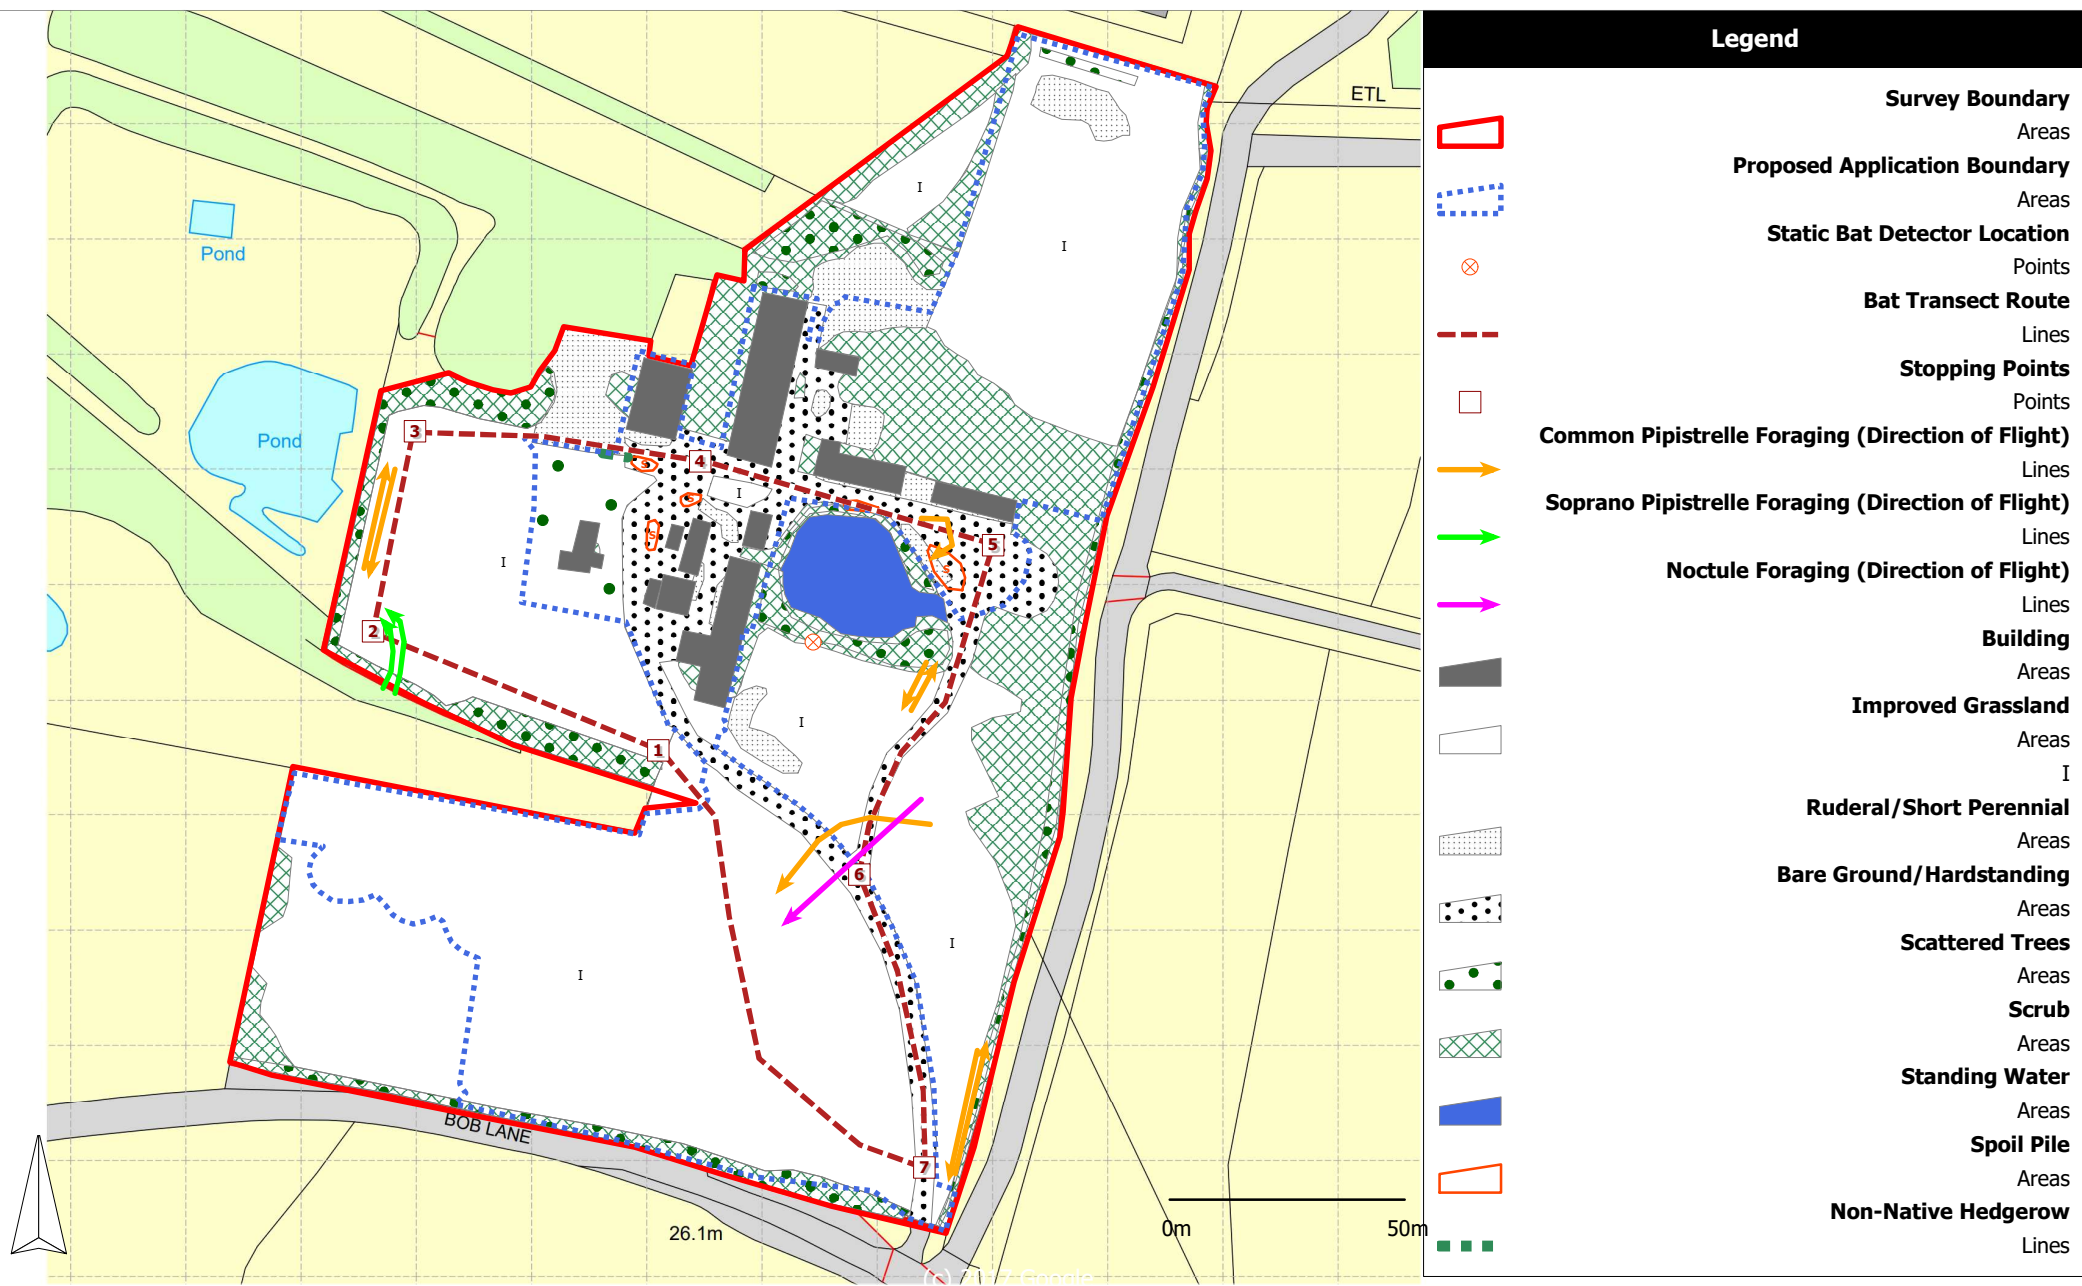 ETL
Pond
Pond
I
I
3
4
S
S
S
I
I
5
S
2
1
I
6
I
I
7
BOB LANE
26.1m
0m
50m
Legend
Survey Boundary
Areas
Proposed Application Boundary
Areas
Static Bat Detector Location
Points
Bat Transect Route
Lines
Stopping Points
Points
Common Pipistrelle Foraging (Direction of Flight)
Lines
Soprano Pipistrelle Foraging (Direction of Flight)
Lines
Noctule Foraging (Direction of Flight)
Lines
Building
Areas
Improved Grassland
Areas
I
Ruderal/Short Perennial
Areas
Bare Ground/Hardstanding
Areas
Scattered Trees
Areas
Scrub
Areas
Standing Water
Areas
Spoil Pile
Areas
Non-Native Hedgerow
Lines